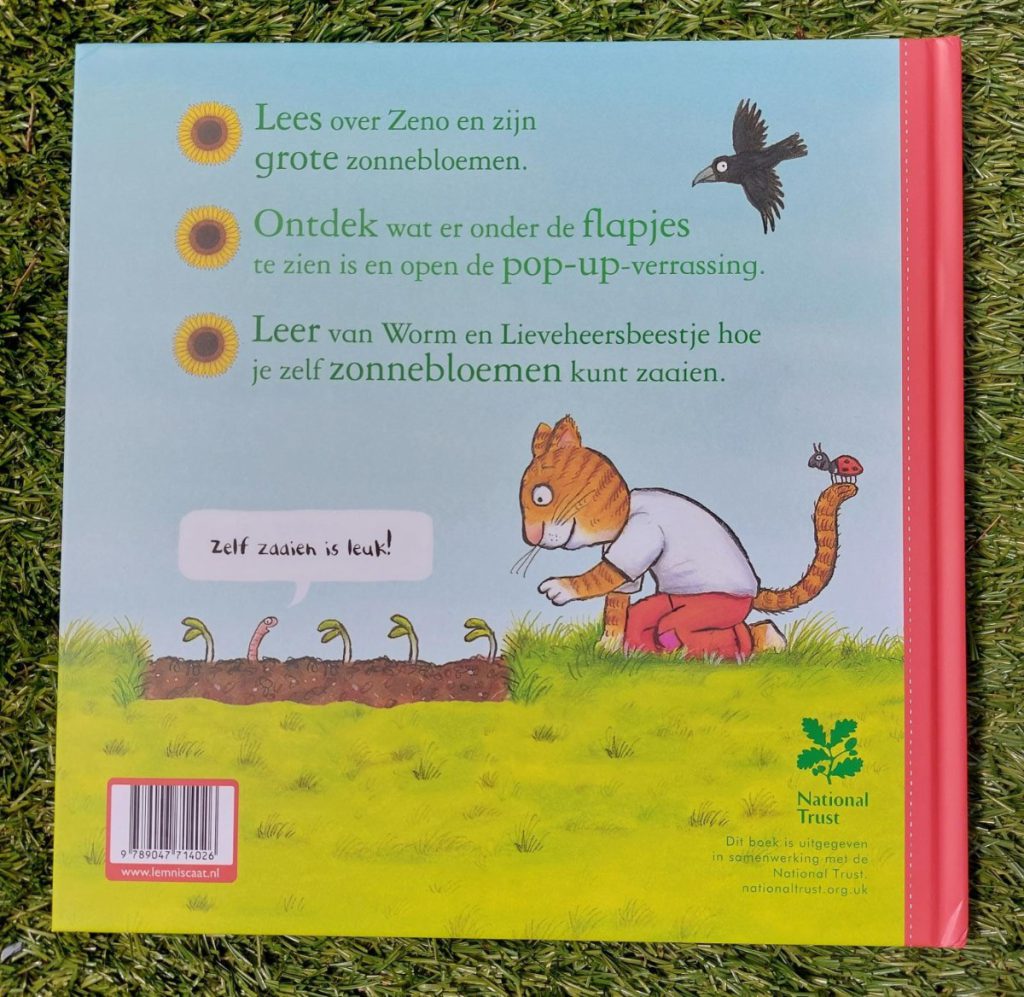 Lees over Zeno en zijn
grote zonnebloemen.
Ontdek wat er onder de flapjes
te zien is en open de pop-up-verrassing.
Leer van Worm en Lieveheersbeestje hoe
je zelf zonnebloemen kunt zaaien.
Zelf zaaien is leuk!
9 789047 714026
www.lemniscaat.nl
National
Trust
Dit boek is uitgegeven
in samenwerking met de
National Trust.
nationaltrust.org.uk